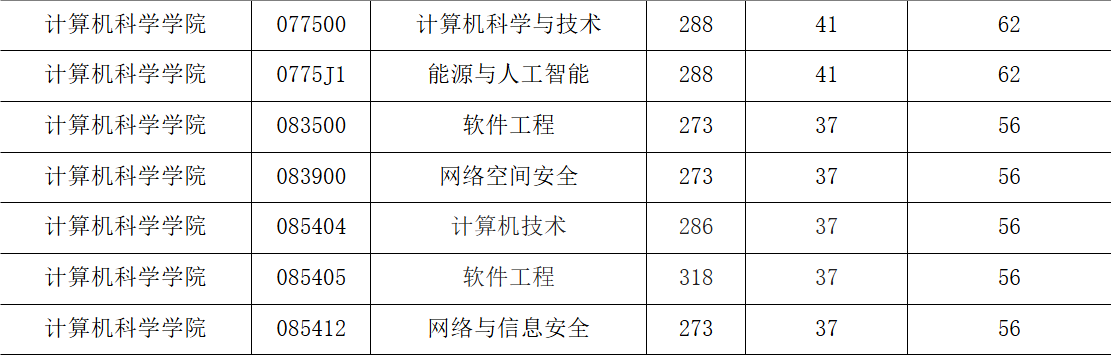 计算机科学学院 077500 计算机科学与技术 288 41 62
计算机科学学院 0775J1 能源与人工智能 288 41 62
计算机科学学院 083500 软件工程 273 37 56
计算机科学学院 083900 网络空间安全 273 37 56
计算机科学学院 085404 计算机技术 286 37 56
计算机科学学院 085405 软件工程 318 37 56
计算机科学学院 085412 网络与信息安全 273 37 56